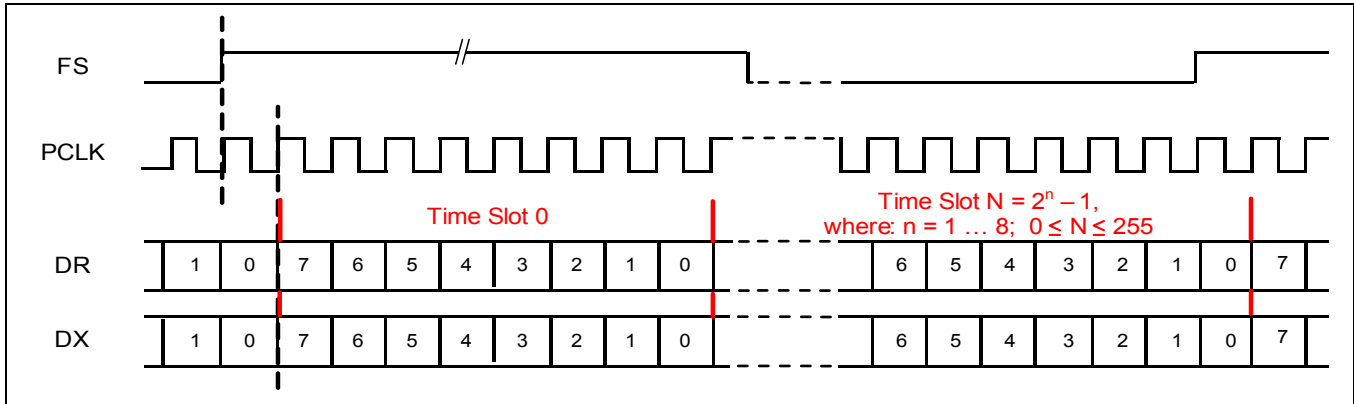 FS
PCLK
Time Slot 0
Time Slot N = 2ⁿ – 1,
where: n = 1 … 8; 0 ≤ N ≤ 255
DR 1 0 7 6 5 4 3 2 1 0 6 5 4 3 2 1 0 7
DX 1 0 7 6 5 4 3 2 1 0 6 5 4 3 2 1 0 7